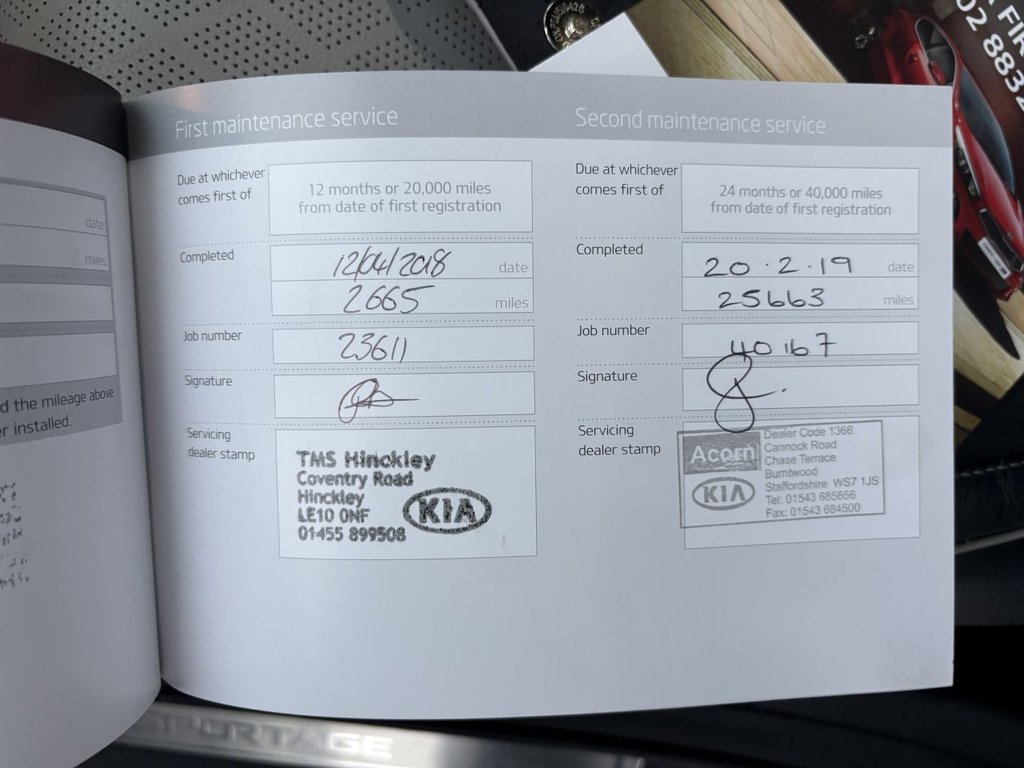 First maintenance service
Due at whichever
comes first of
12 months or 20,000 miles
from date of first registration
Completed
12/04/2018 date
2665 miles
Job number
23611
Signature
Servicing
dealer stamp
TMS Hinckley
Coventry Road
Hinckley
LE10 0NF
01455 899508
KIA
Second maintenance service
Due at whichever
comes first of
24 months or 40,000 miles
from date of first registration
Completed
20.2.19 date
25663 miles
Job number
40167
Signature
Servicing
dealer stamp
Acorn
KIA
Dealer Code 1366
Cannock Road
Chase Terrace
Burntwood
Staffordshire WS7 1JS
Tel: 01543 685656
Fax: 01543 684500
date
miles
d the mileage above
r installed.
SPORTAGE
FIR
02 8832